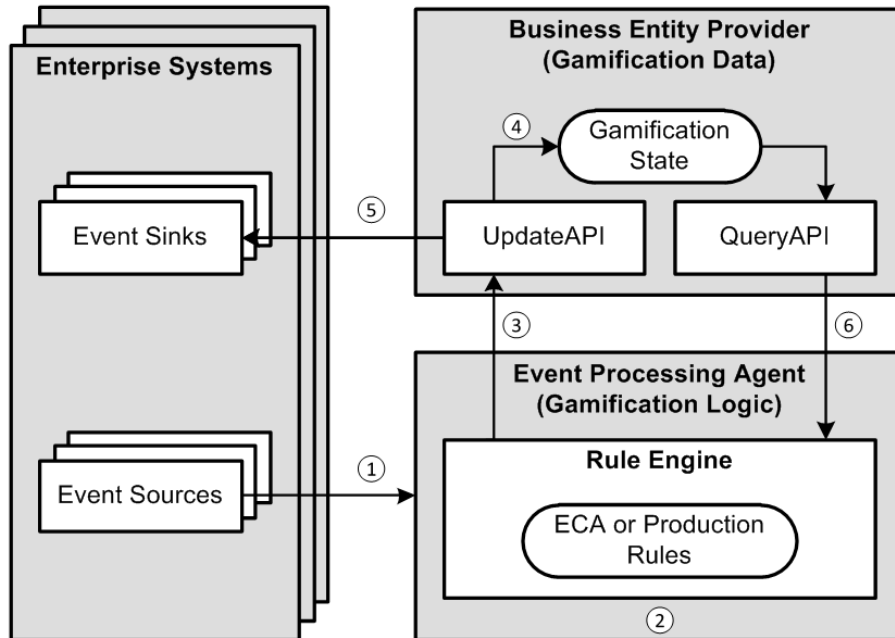 Enterprise Systems
Event Sinks
Event Sources
⑤
①
Business Entity Provider
(Gamification Data)
④
Gamification
State
UpdateAPI
QueryAPI
③
⑥
Event Processing Agent
(Gamification Logic)
Rule Engine
ECA or Production
Rules
②